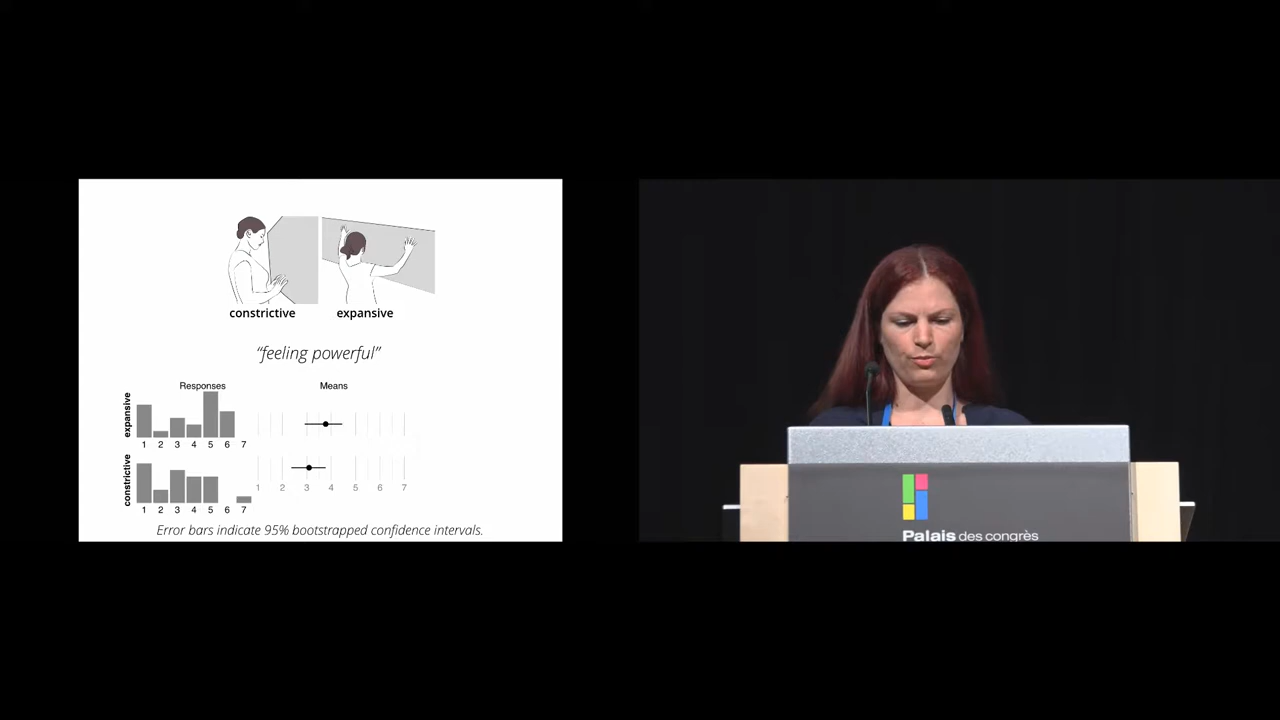 constrictive expansive
“feeling powerful”
Responses Means
expansive
1 2 3 4 5 6 7
constrictive
1 2 3 4 5 6 7
1 2 3 4 5 6 7
Error bars indicate 95% bootstrapped confidence intervals.
Palais des congrès